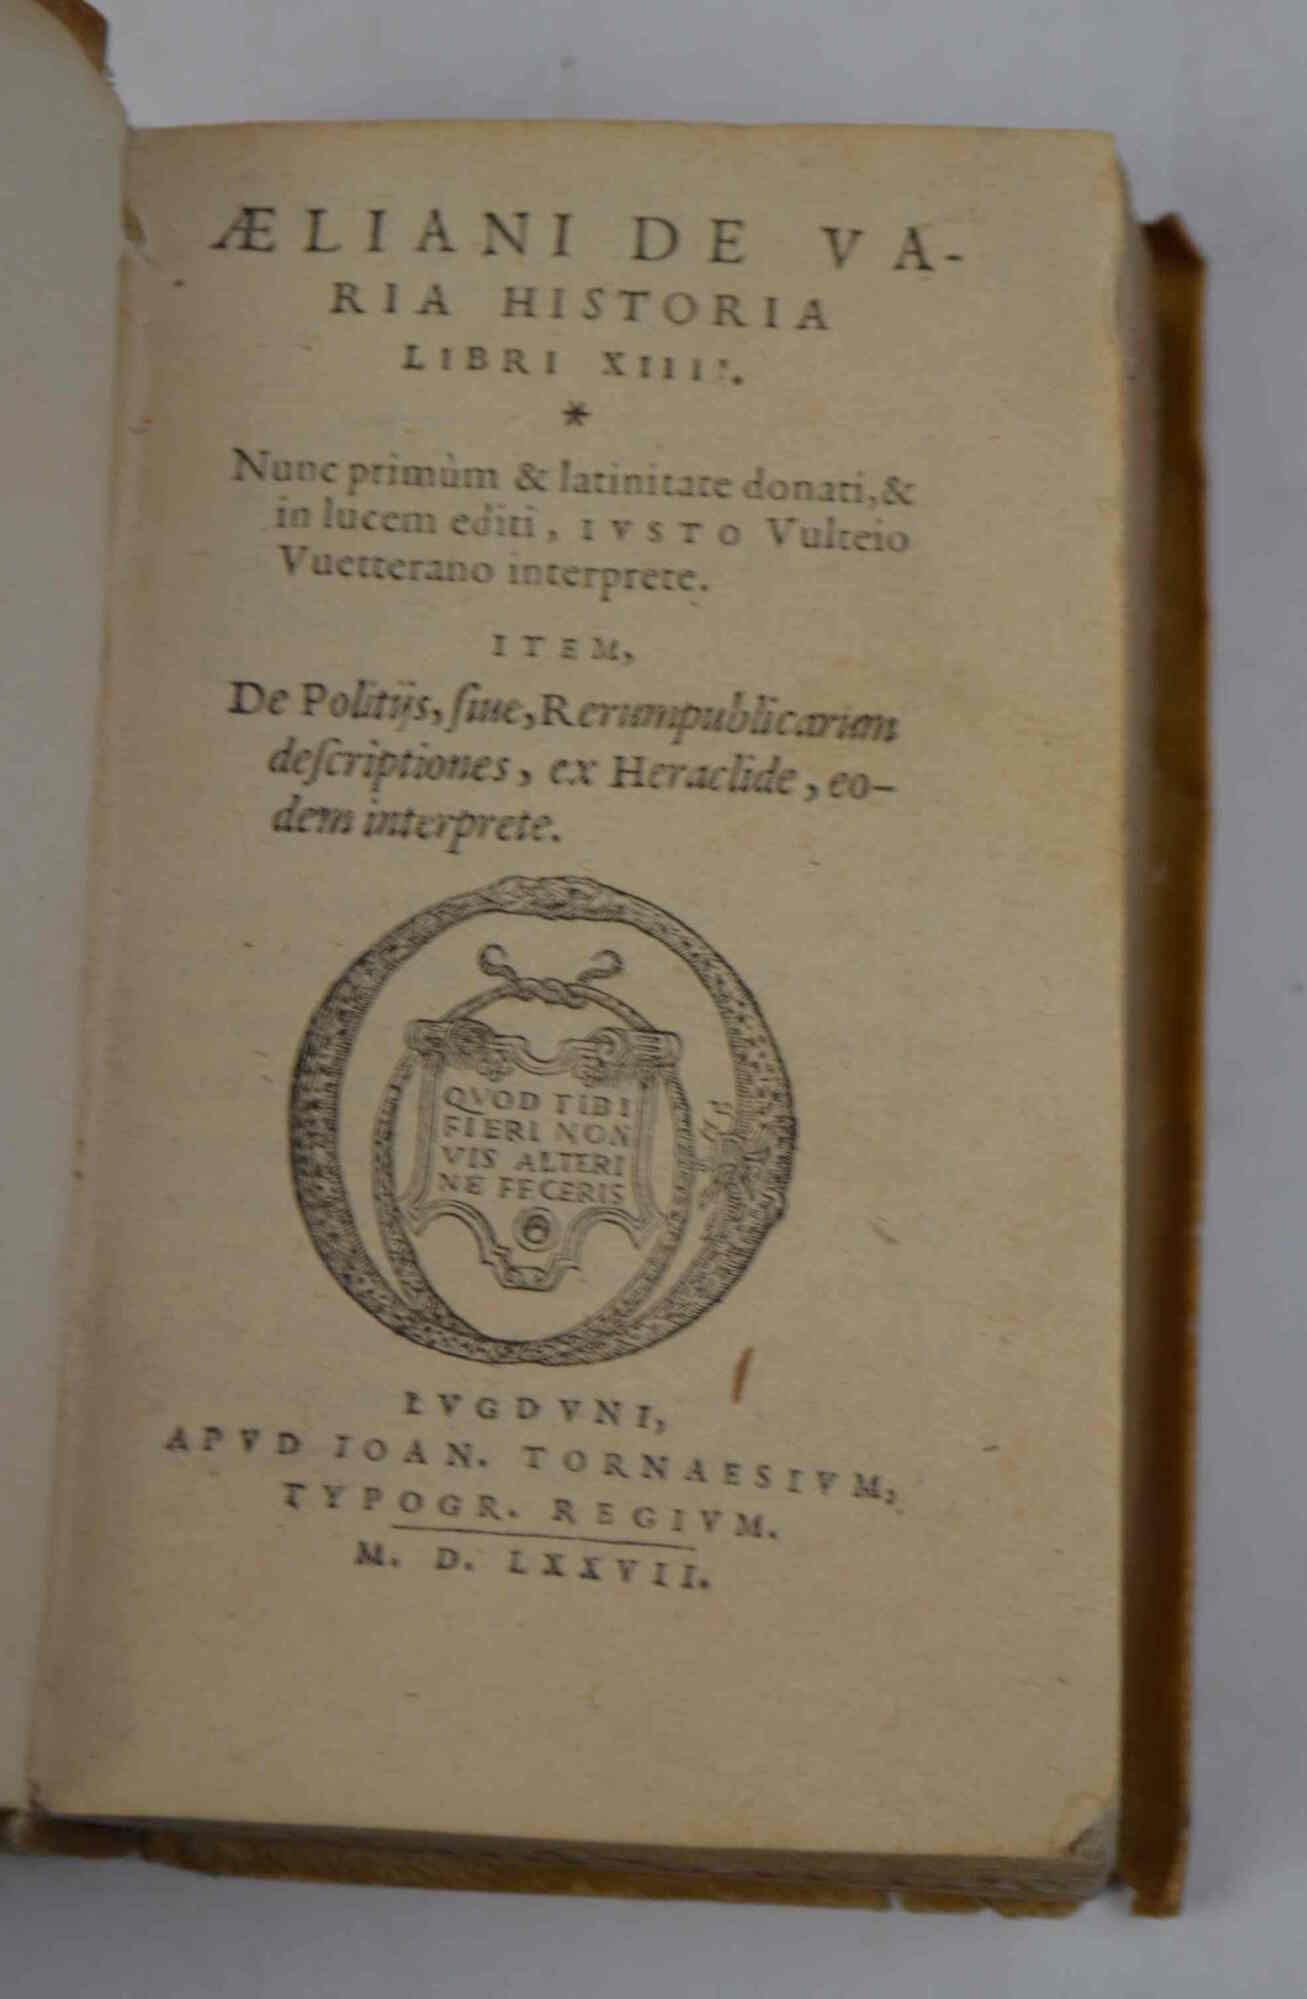 ÆLIANI DE VA-
RIA HISTORIA
LIBRI XIIII.
*
Nunc primùm & latinitate donati, &
in lucem editi, IVSTO Vulteio
Vuetterano interprete.
ITEM,
De Politijs, ſiue, Rerumpublicarum
deſcriptiones, ex Heraclide, eo-
dem interprete.
QVOD TIBI
FIERI NON
VIS ALTERI
NE FECERIS
LVGDVNI,
APVD IOAN. TORNAESIVM,
TYPOGR. REGIVM.
M. D. LXXVII.